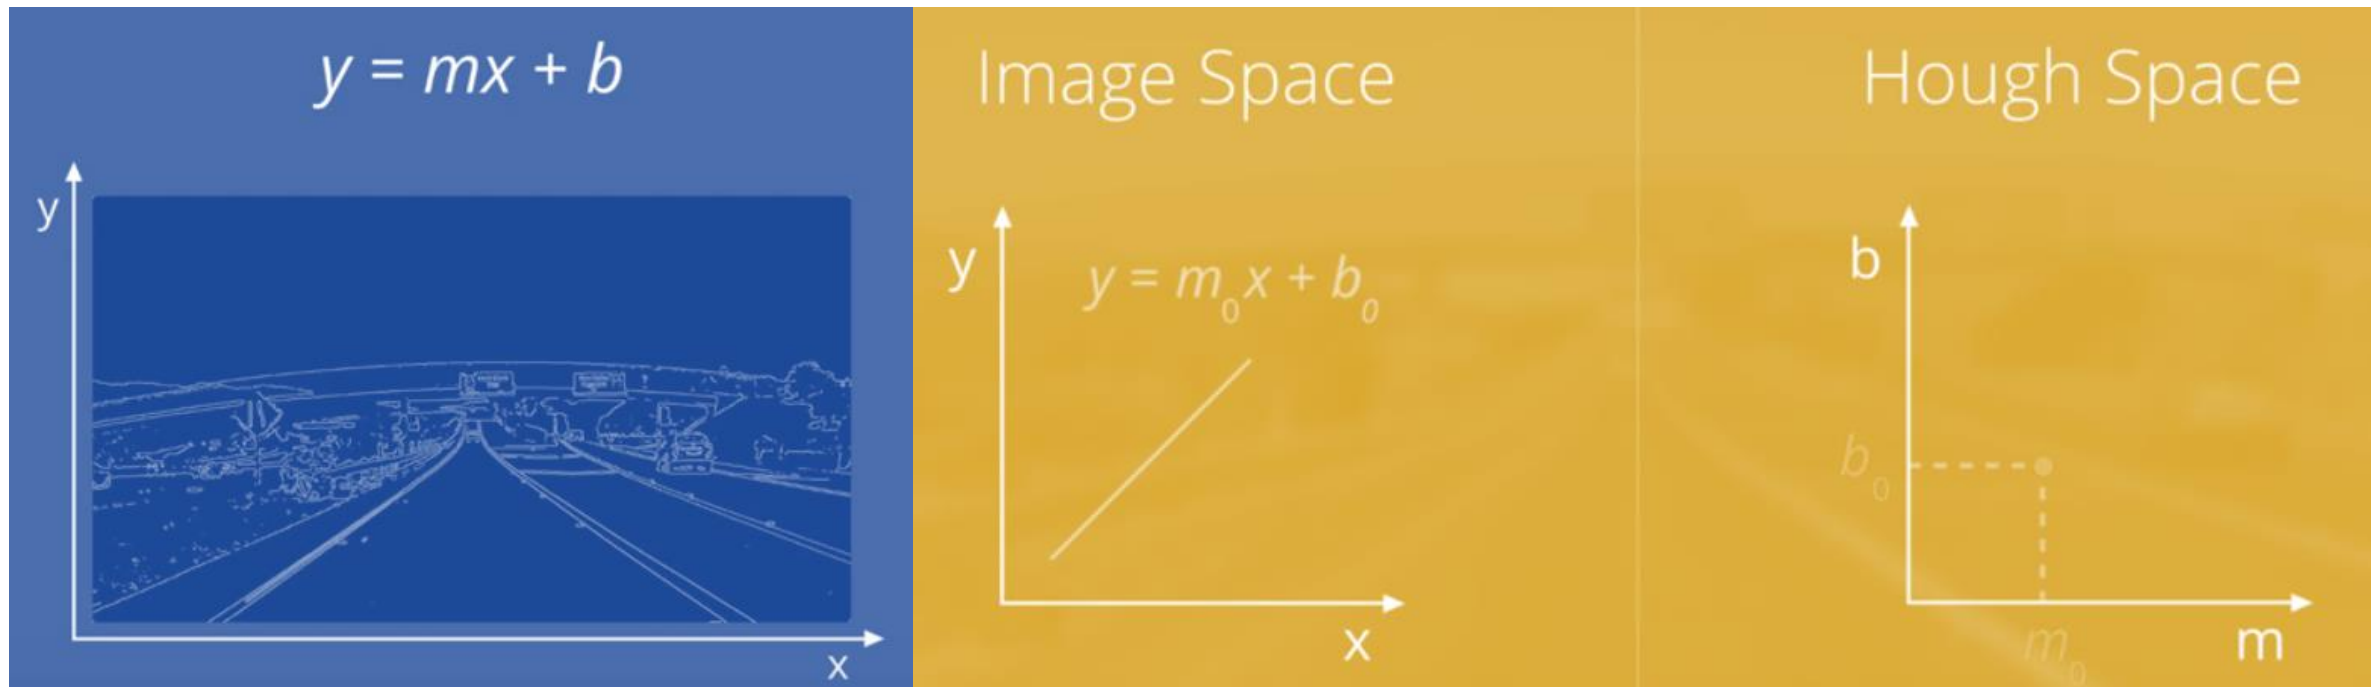 y = mx + b
y
x
Image Space
y
y = m₀x + b₀
x
Hough Space
b
b₀
m₀
m